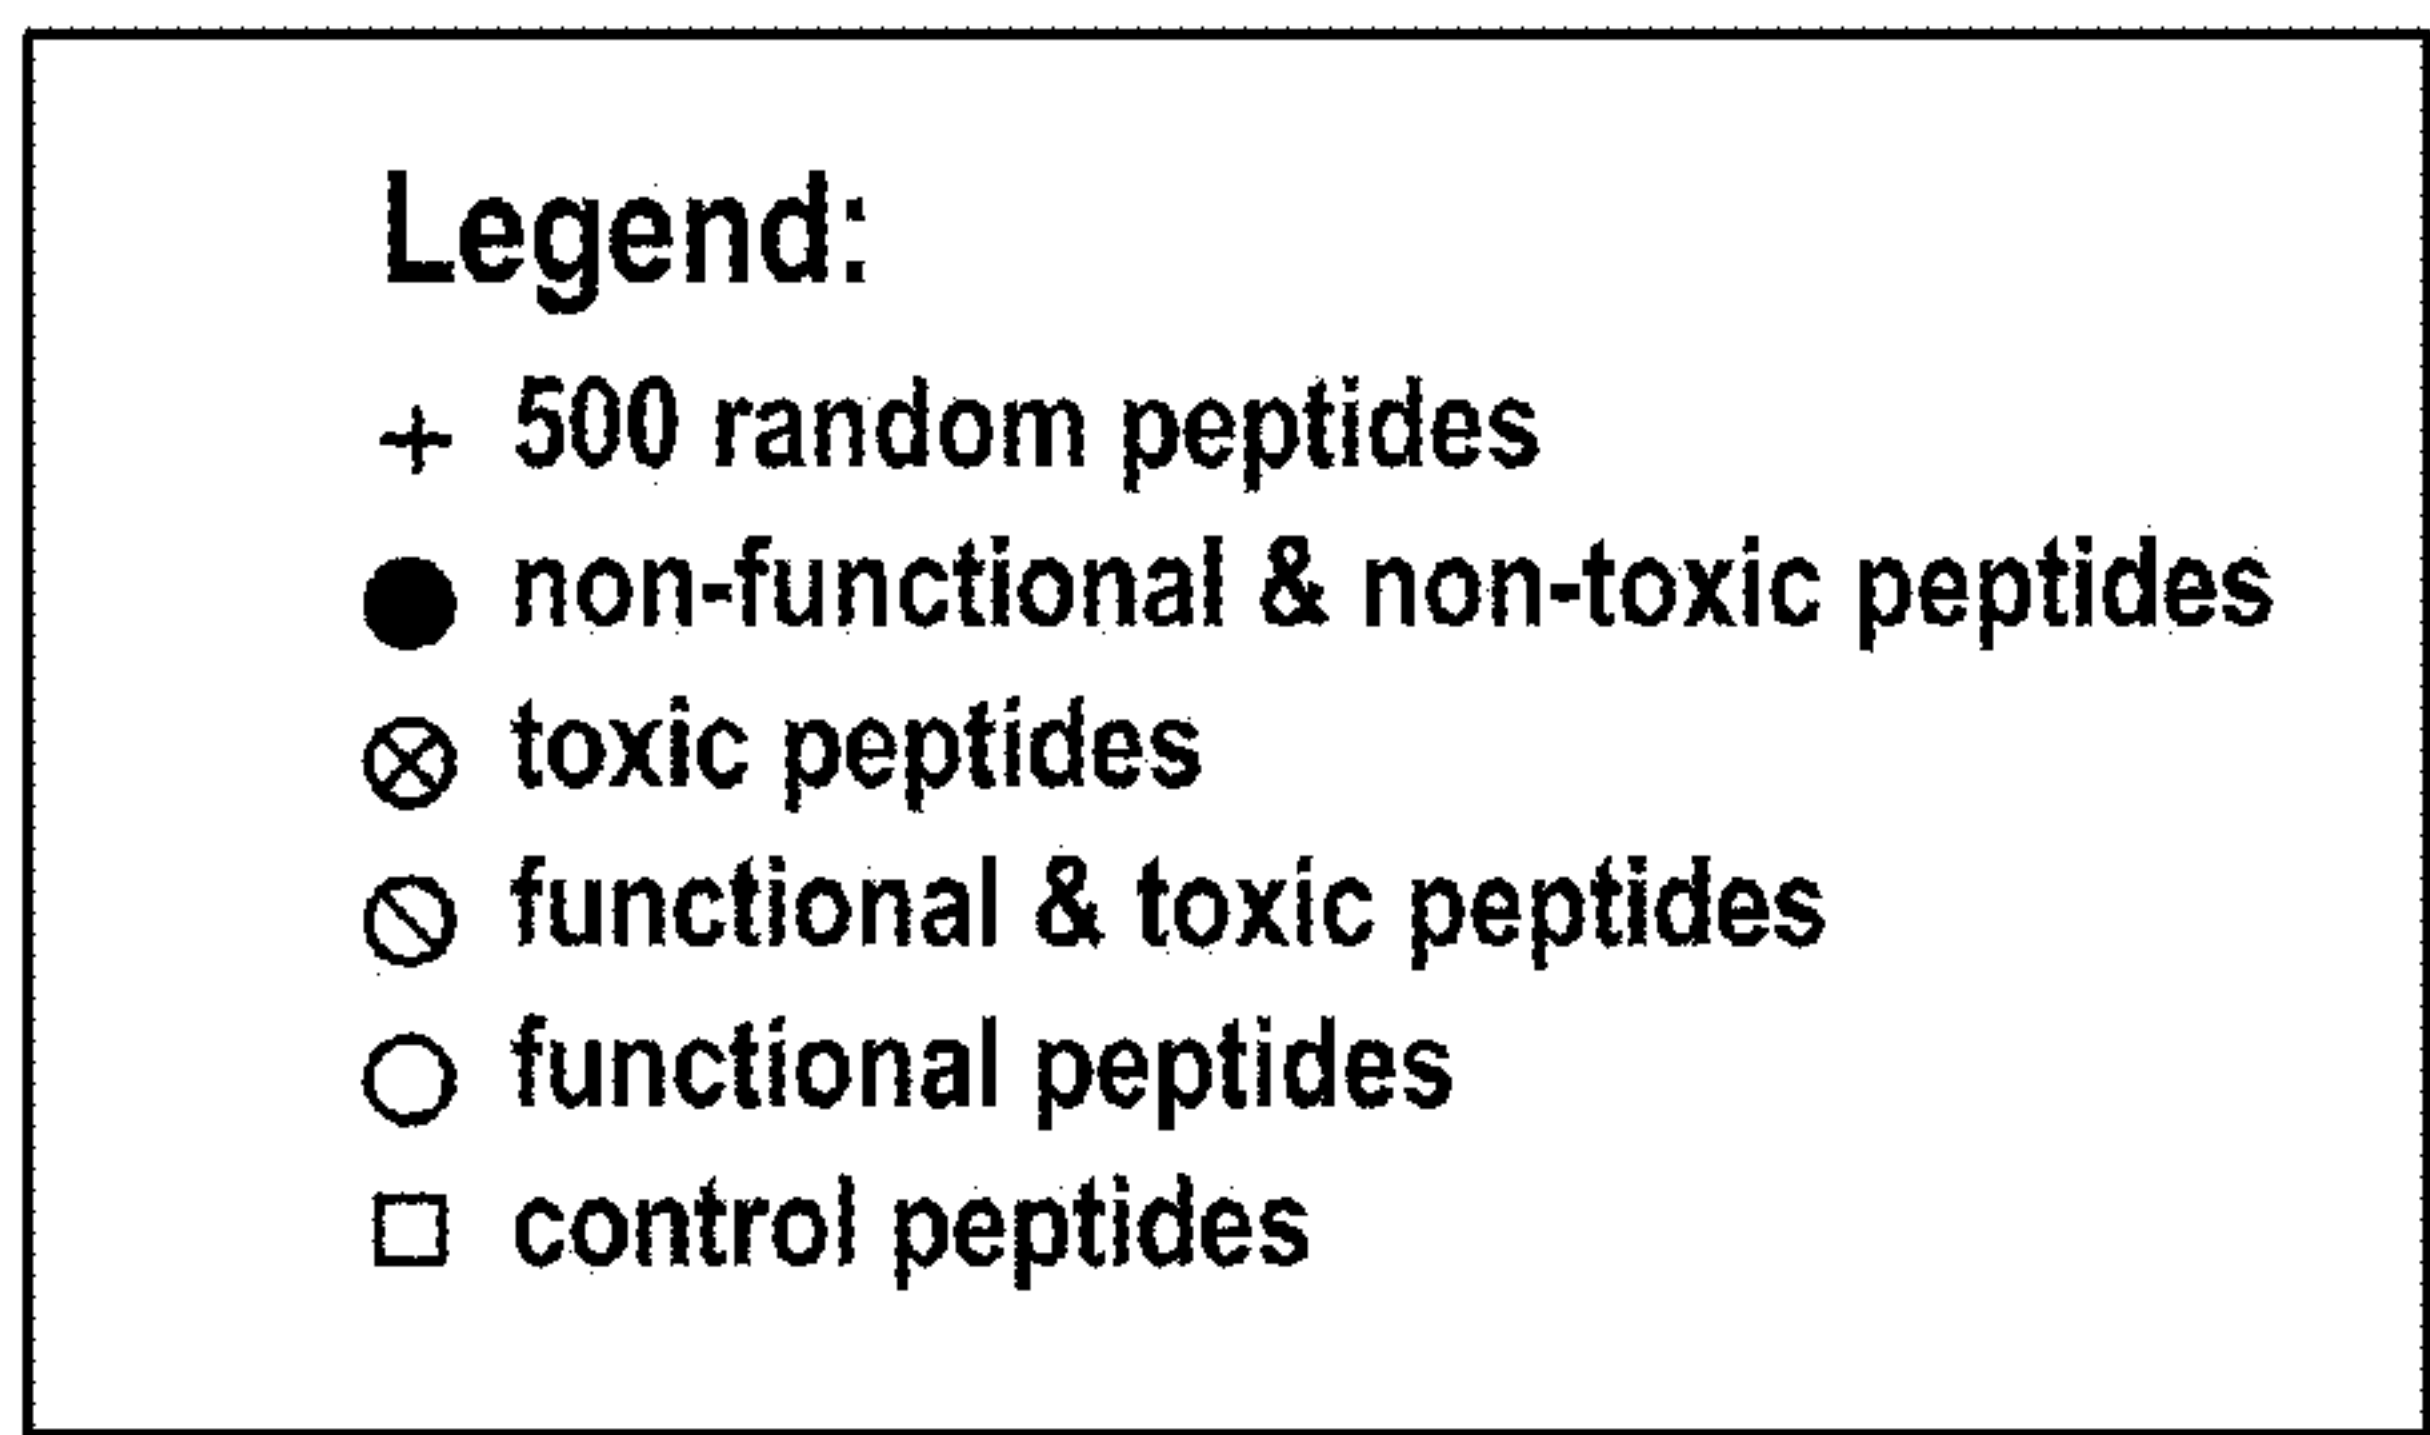 Legend:
+ 500 random peptides
● non-functional & non-toxic peptides
⊗ toxic peptides
⦸ functional & toxic peptides
○ functional peptides
□ control peptides